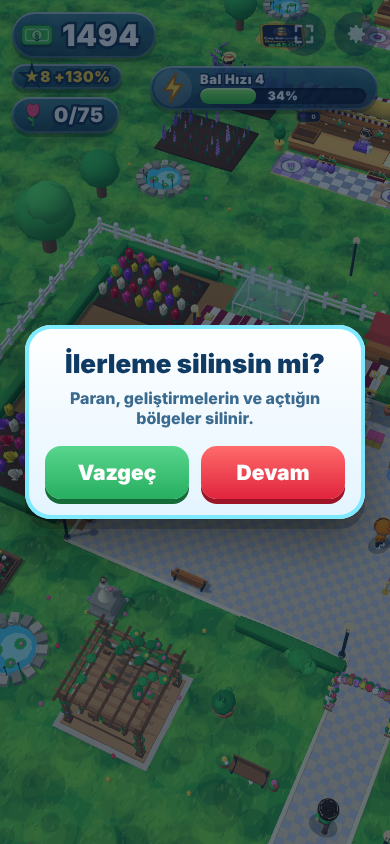 1494
8 +130%
Bal Hızı 4
34%
0/75
İlerleme silinsin mi?
Paran, geliştirmelerin ve açtığın
bölgeler silinir.
Vazgeç
Devam